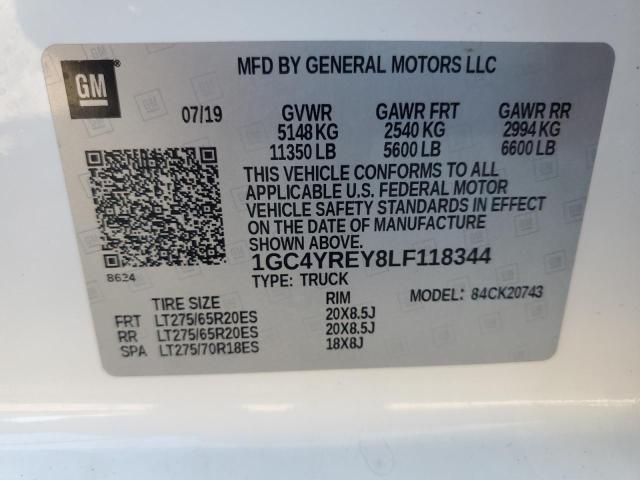 GM
MFD BY GENERAL MOTORS LLC
07/19 GVWR GAWR FRT GAWR RR
5148 KG 2540 KG 2994 KG
11350 LB 5600 LB 6600 LB
THIS VEHICLE CONFORMS TO ALL
APPLICABLE U.S. FEDERAL MOTOR
VEHICLE SAFETY STANDARDS IN EFFECT
ON THE DATE OF MANUFACTURE
SHOWN ABOVE.
1GC4YREY8LF118344
8624
TYPE: TRUCK
MODEL: 84CK20743
TIRE SIZE RIM
FRT LT275/65R20ES 20X8.5J
RR LT275/65R20ES 20X8.5J
SPA LT275/70R18ES 18X8J